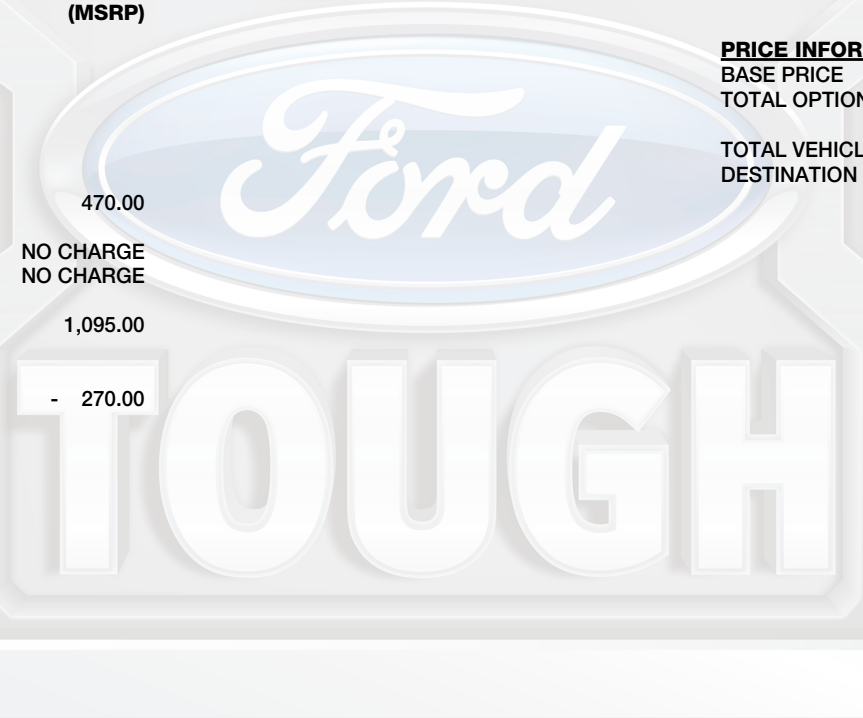 (MSRP)
470.00
NO CHARGE
NO CHARGE
1,095.00
- 270.00
PRICE INFOR
BASE PRICE
TOTAL OPTION
TOTAL VEHICL
DESTINATION
Ford
TOUGH